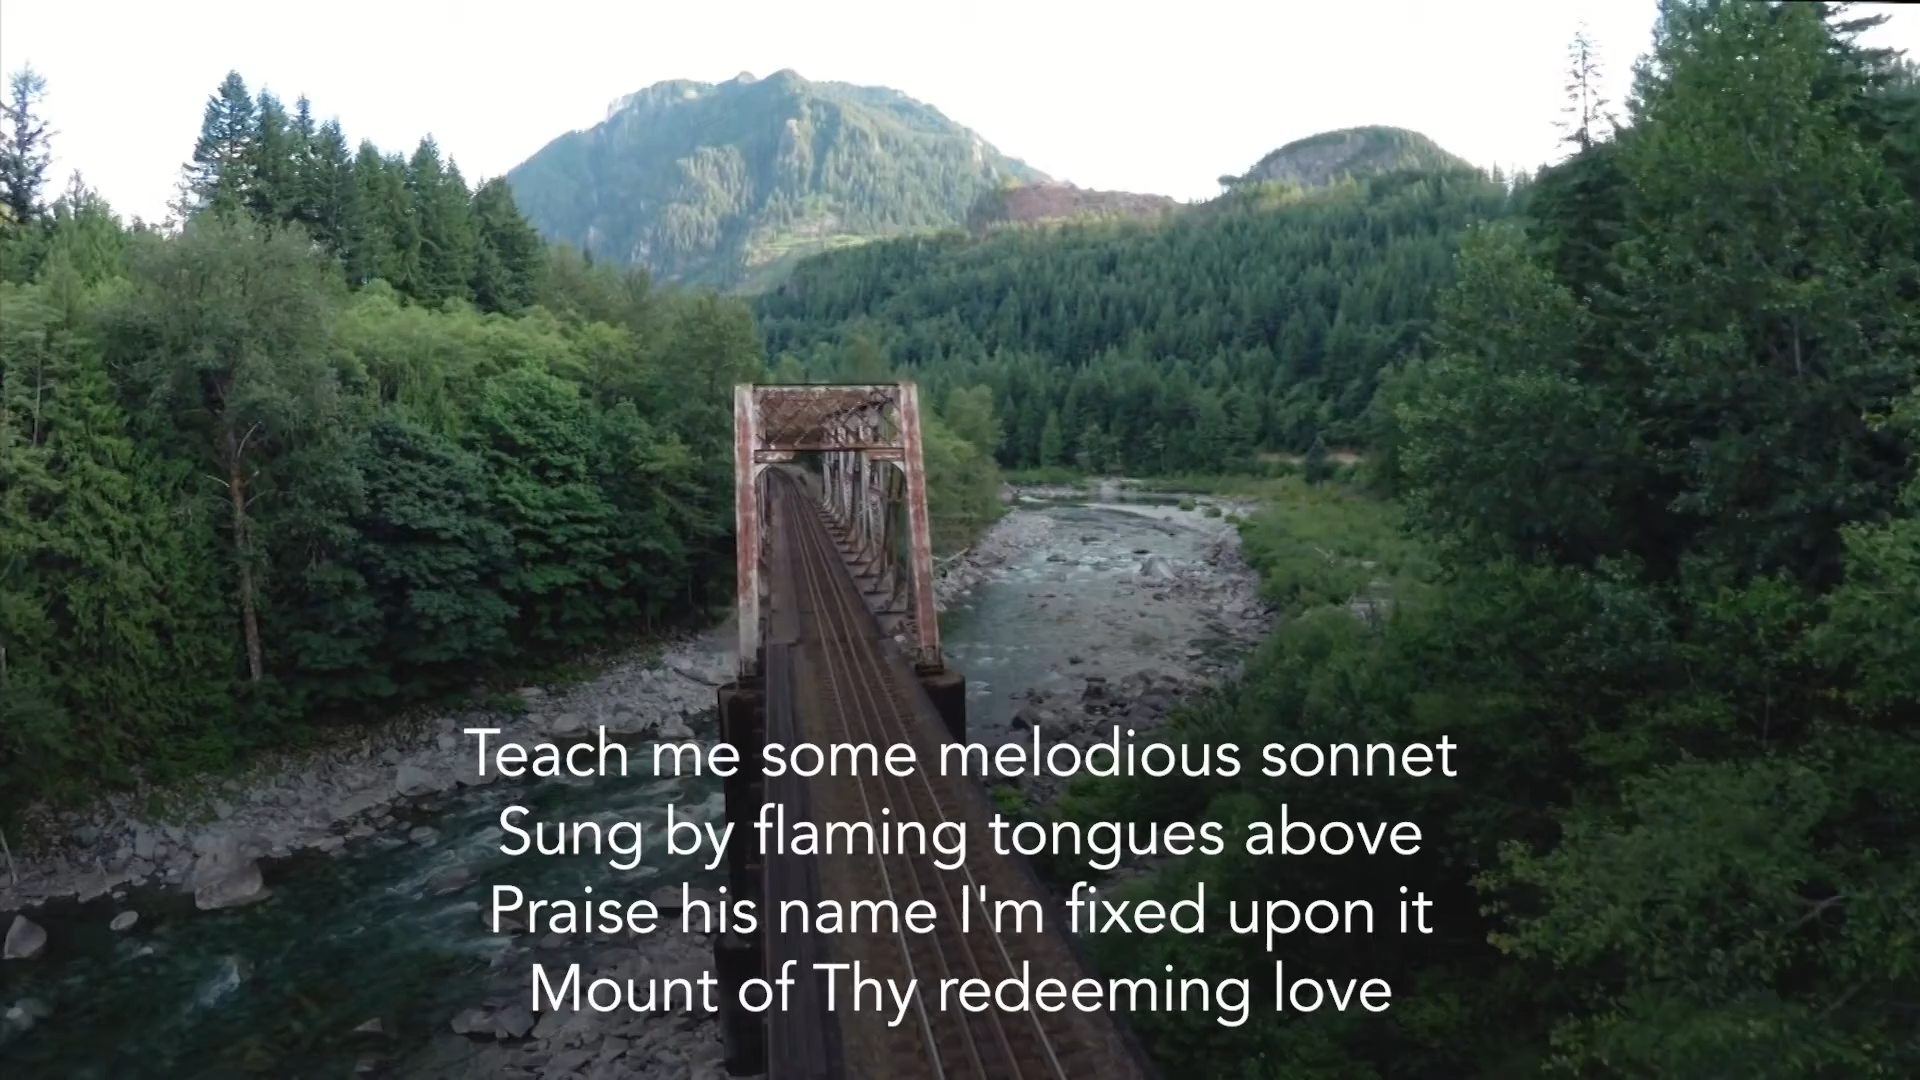 Teach me some melodious sonnet
Sung by flaming tongues above
Praise his name I'm fixed upon it
Mount of Thy redeeming love